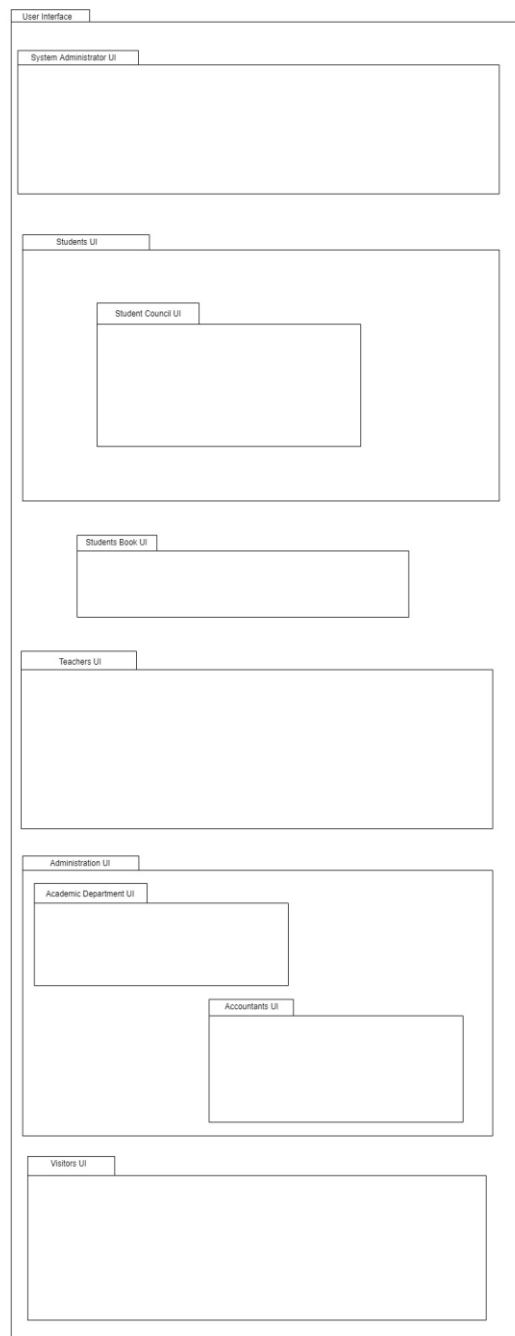 User Interface
System Administrator UI
Students UI
Student Council UI
Students Book UI
Teachers UI
Administration UI
Academic Department UI
Accountants UI
Visitors UI